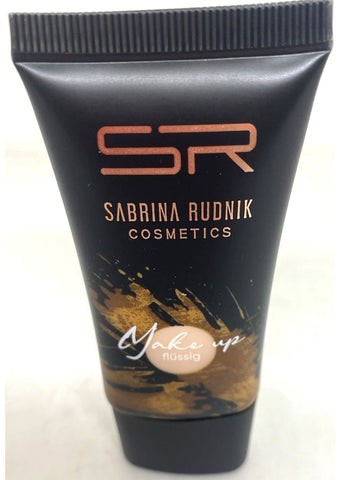 SR
SABRINA RUDNIK
COSMETICS
Make up
flüssig